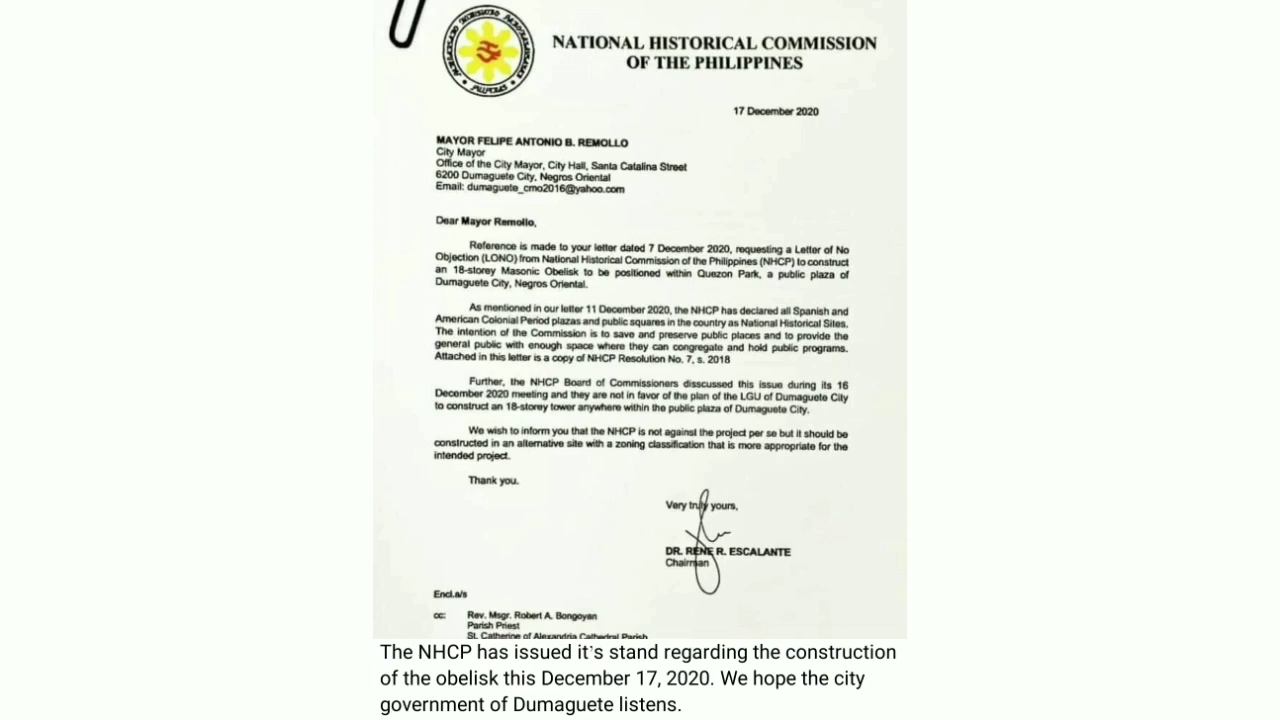 NATIONAL HISTORICAL COMMISSION
OF THE PHILIPPINES
17 December 2020
MAYOR FELIPE ANTONIO B. REMOLLO
City Mayor
Office of the City Mayor, City Hall, Santa Catalina Street
6200 Dumaguete City, Negros Oriental
Email: dumaguete_cmo2016@yahoo.com
Dear Mayor Remollo,
Reference is made to your letter dated 7 December 2020, requesting a Letter of No
Objection (LONO) from National Historical Commission of the Philippines (NHCP) to construct
an 18-storey Masonic Obelisk to be positioned within Quezon Park, a public plaza of
Dumaguete City, Negros Oriental.
As mentioned in our letter 11 December 2020, the NHCP has declared all Spanish and
American Colonial Period plazas and public squares in the country as National Historical Sites.
The intention of the Commission is to save and preserve public places and to provide the
general public with enough space where they can congregate and hold public programs.
Attached in this letter is a copy of NHCP Resolution No. 7, s. 2018
Further, the NHCP Board of Commissioners disscussed this issue during its 16
December 2020 meeting and they are not in favor of the plan of the LGU of Dumaguete City
to construct an 18-storey tower anywhere within the public plaza of Dumaguete City.
We wish to inform you that the NHCP is not against the project per se but it should be
constructed in an alternative site with a zoning classification that is more appropriate for the
intended project.
Thank you.
Very truly yours,
DR. RENE R. ESCALANTE
Chairman
Encl.a/s
cc: Rev. Msgr. Robert A. Bongoyan
Parish Priest
St. Catherine of Alexandria Cathedral Parish
The NHCP has issued it's stand regarding the construction
of the obelisk this December 17, 2020. We hope the city
government of Dumaguete listens.